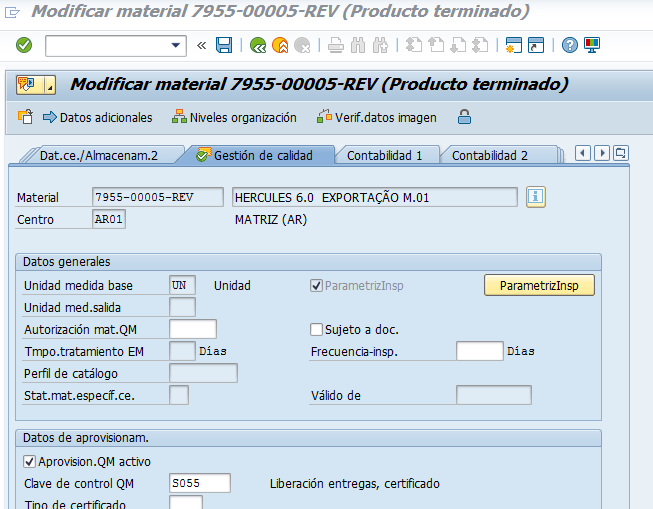 Modificar material 7955-00005-REV (Producto terminado)
Modificar material 7955-00005-REV (Producto terminado)
Datos adicionales Niveles organización Verif.datos imagen
Dat.ce./Almacenam.2 Gestión de calidad Contabilidad 1 Contabilidad 2
Material 7955-00005-REV HERCULES 6.0 EXPORTAÇÃO M.01
Centro AR01 MATRIZ (AR)
Datos generales
Unidad medida base UN Unidad ParametrizInsp ParametrizInsp
Unidad med.salida
Autorización mat.QM Sujeto a doc.
Tmpo.tratamiento EM Días Frecuencia-insp. Días
Perfil de catálogo
Stat.mat.específ.ce. Válido de
Datos de aprovisionam.
Aprovision.QM activo
Clave de control QM S055 Liberación entregas, certificado
Tipo de certificado